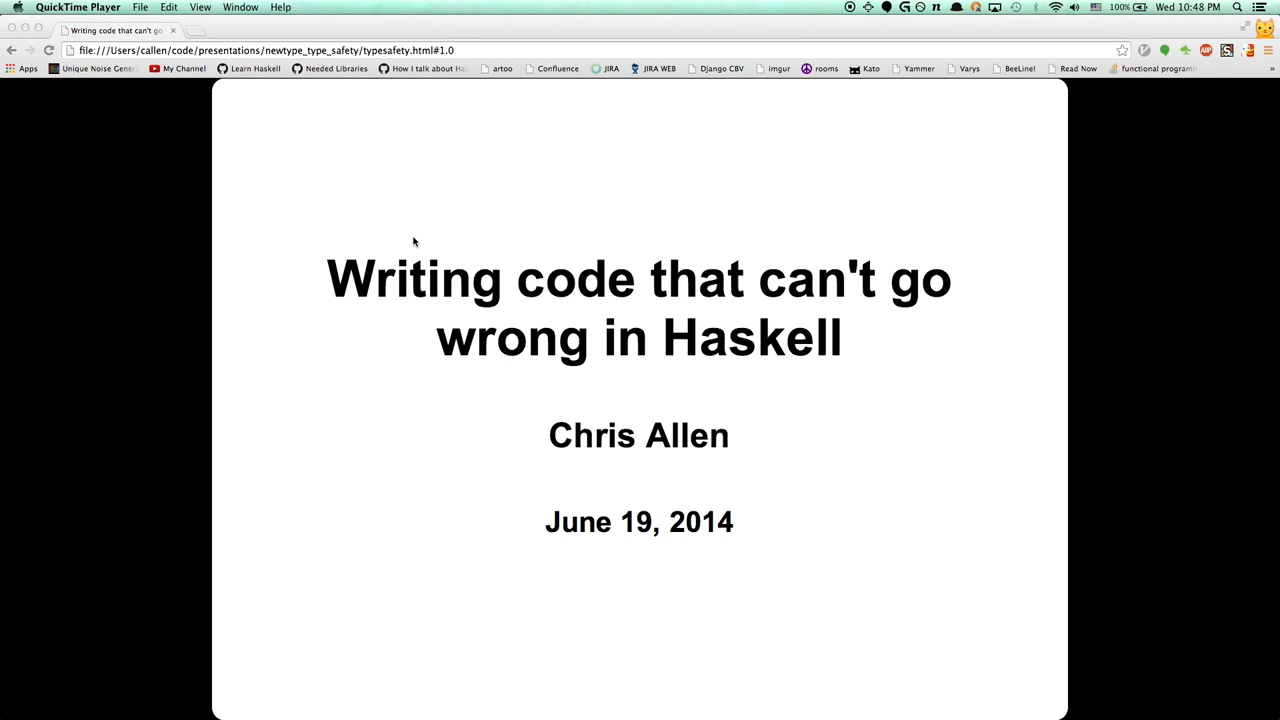 QuickTime Player File Edit View Window Help 100% Wed 10:48 PM
Writing code that can't go
file:///Users/callen/code/presentations/newtype_type_safety/typesafety.html#1.0
Apps Unique Noise Gener My Channel Learn Haskell Needed Libraries How I talk about Ha artoo Confluence JIRA JIRA WEB Django CBV imgur rooms Kato Yammer Varys BeeLine! Read Now functional program »
Writing code that can't go
wrong in Haskell
Chris Allen
June 19, 2014